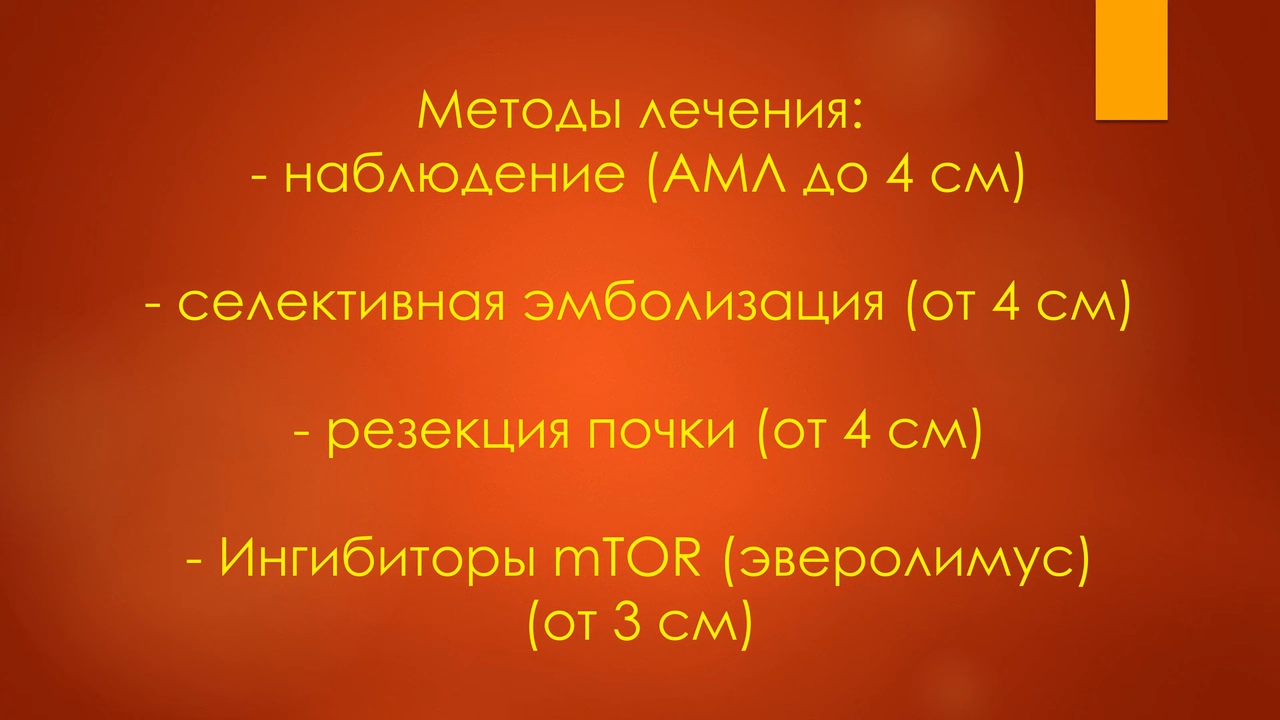 Методы лечения:
- наблюдение (АМЛ до 4 см)
- селективная эмболизация (от 4 см)
- резекция почки (от 4 см)
- Ингибиторы mTOR (эверолимус)
(от 3 см)